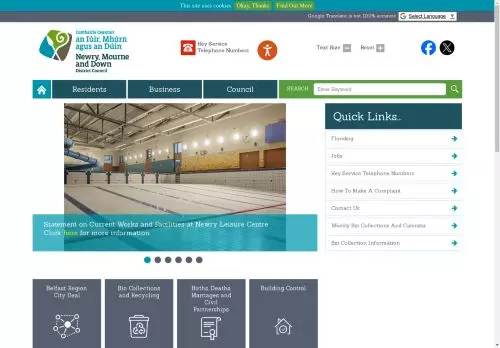 This site uses cookies Okay, Thanks Find Out More
Google Translate is not 100% accurate Select Language
Comhairle Ceantair
an Iúir, Mhúrn
agus an Dúin
Newry, Mourne
and Down
District Council
Key Service
Telephone Numbers
Text Size
Reset
Residents
Business
Council
SEARCH
Enter Keyword
Statement on Current Works and Facilities at Newry Leisure Centre
Click here for more information.
Quick Links..
Flooding
Jobs
Key Service Telephone Numbers
How To Make A Complaint
Contact Us
Weekly Bin Collections And Calendar
Bin Collection Information
Belfast Region
City Deal
Bin Collections
and Recycling
Births, Deaths,
Marriages and
Civil
Partnerships
Building Control